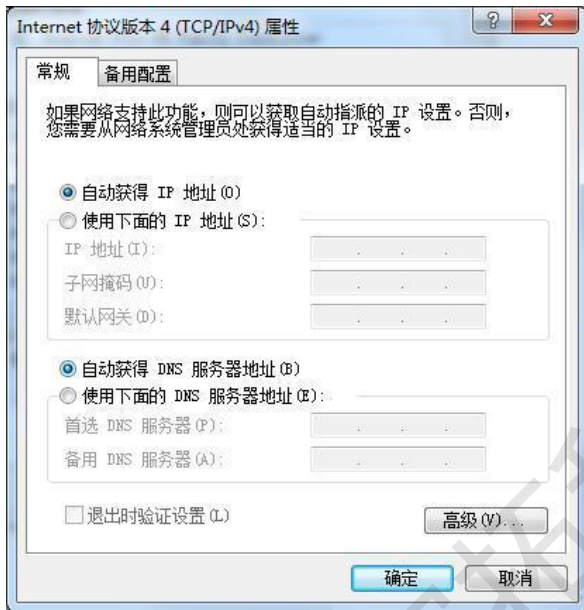 Internet 协议版本 4 (TCP/IPv4) 属性
常规
备用配置
如果网络支持此功能，则可以获取自动指派的 IP 设置。否则，
您需要从网络系统管理员处获得适当的 IP 设置。
自动获得 IP 地址(O)
使用下面的 IP 地址(S):
IP 地址(I):
子网掩码(U):
默认网关(D):
自动获得 DNS 服务器地址(B)
使用下面的 DNS 服务器地址(E):
首选 DNS 服务器(P):
备用 DNS 服务器(A):
退出时验证设置(L)
高级(V)...
确定
取消